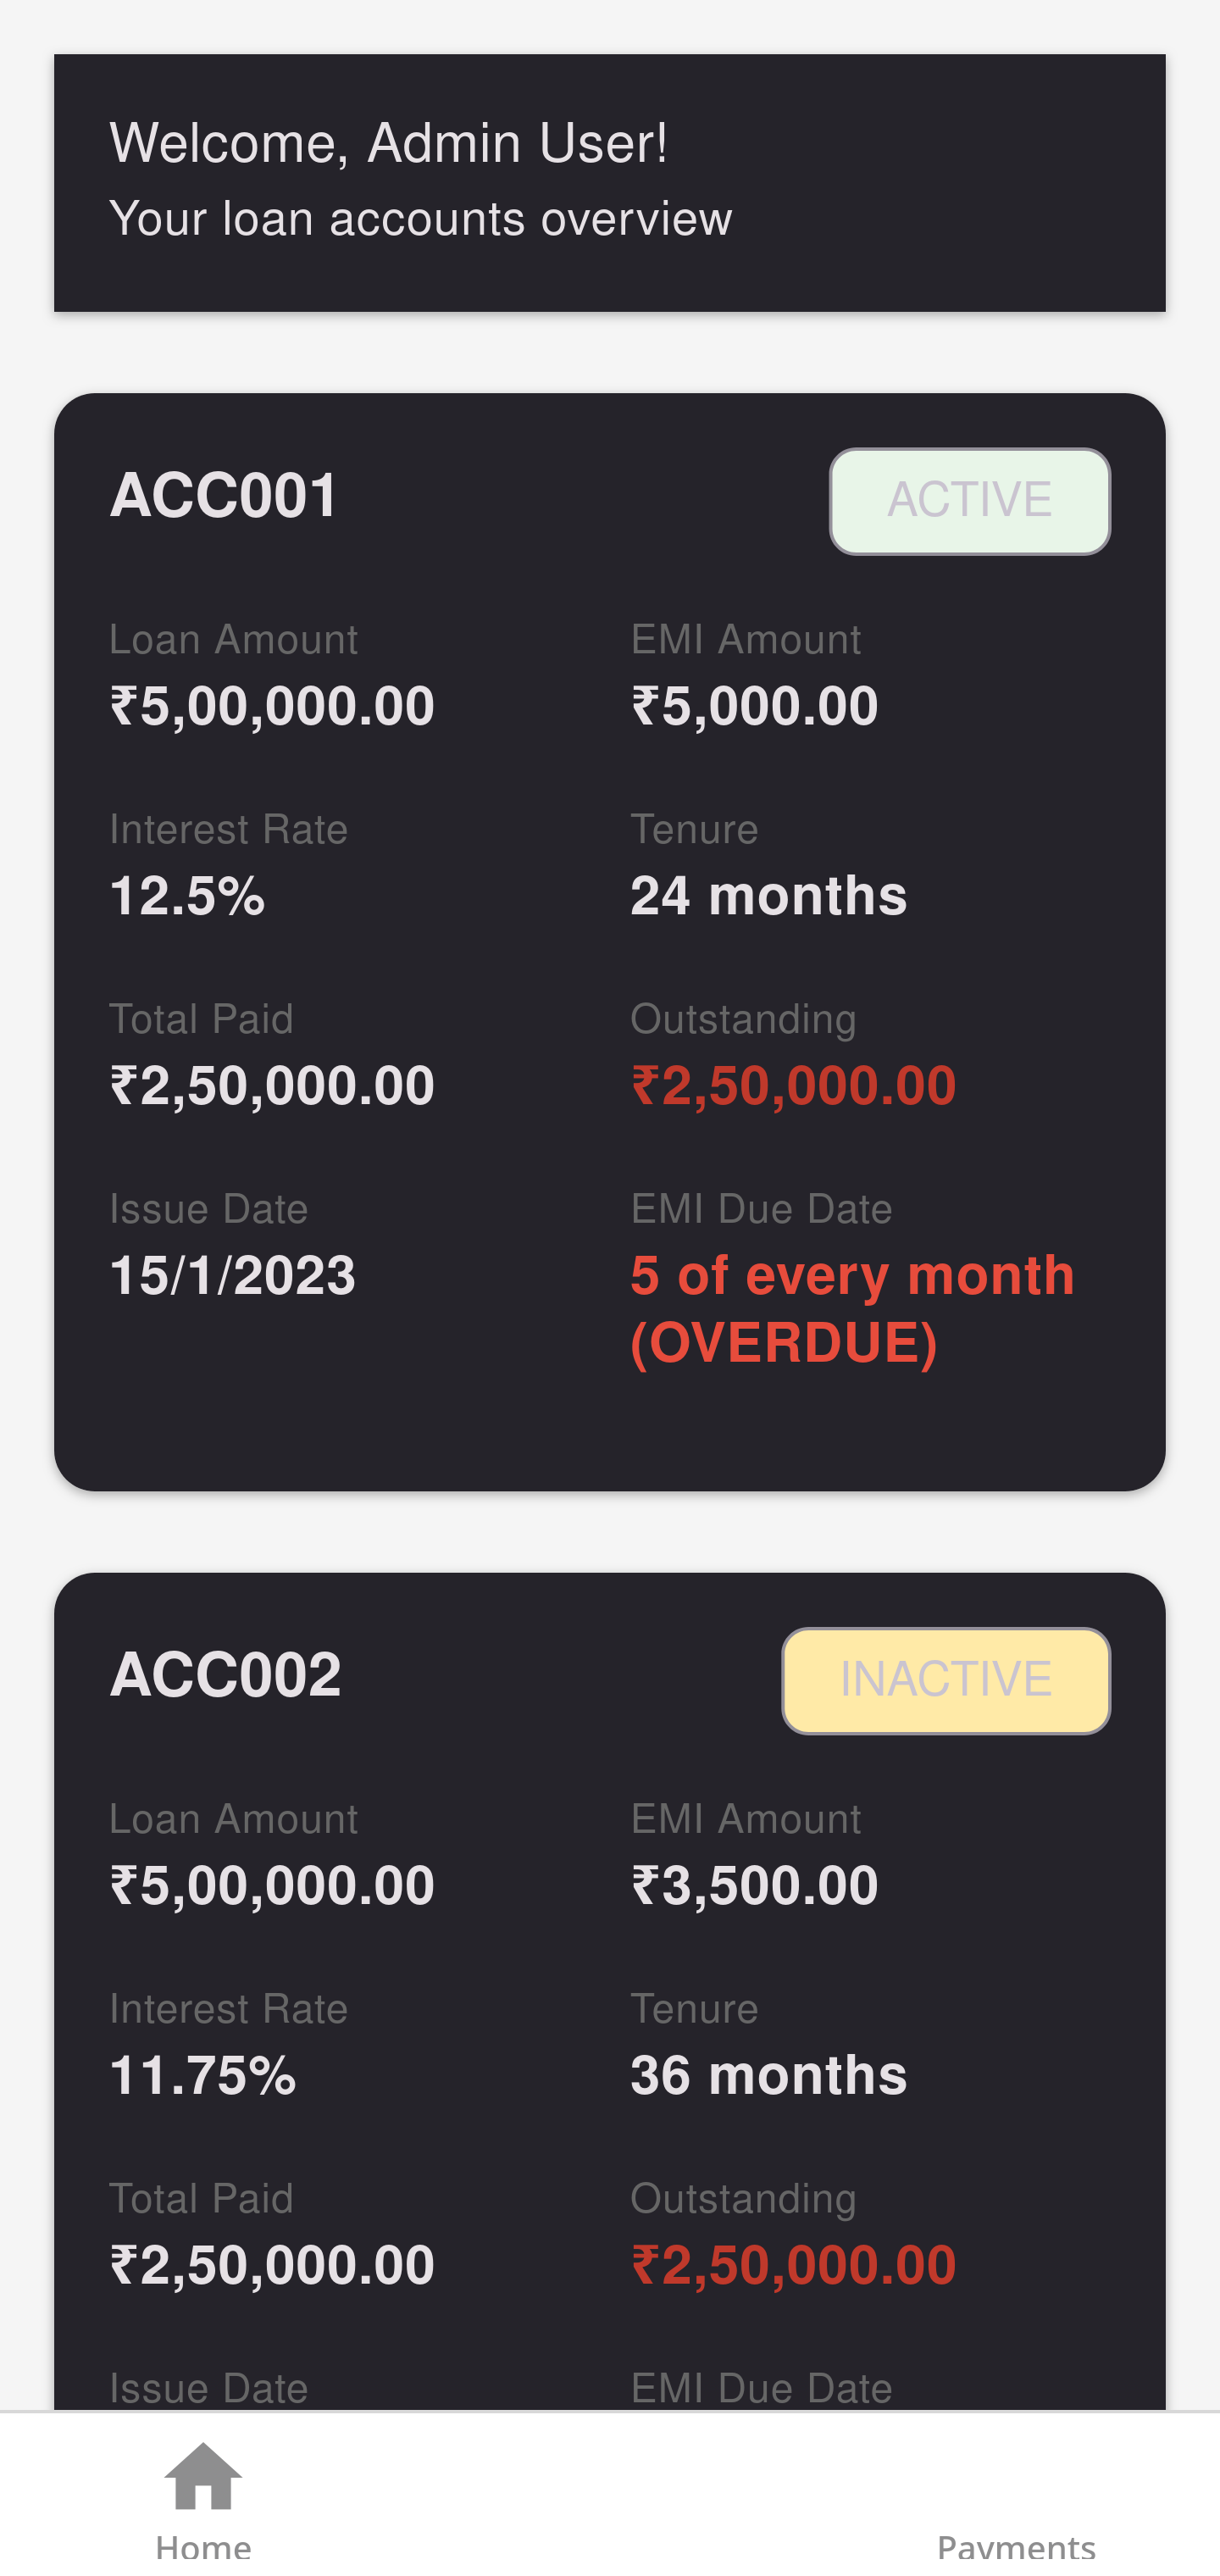 Welcome, Admin User!
Your loan accounts overview
ACC001
ACTIVE
Loan Amount
EMI Amount
₹5,00,000.00
₹5,000.00
Interest Rate
Tenure
12.5%
24 months
Total Paid
Outstanding
₹2,50,000.00
₹2,50,000.00
Issue Date
EMI Due Date
15/1/2023
5 of every month
(OVERDUE)
ACC002
INACTIVE
Loan Amount
EMI Amount
₹5,00,000.00
₹3,500.00
Interest Rate
Tenure
11.75%
36 months
Total Paid
Outstanding
₹2,50,000.00
₹2,50,000.00
Issue Date
EMI Due Date
Home
Payments